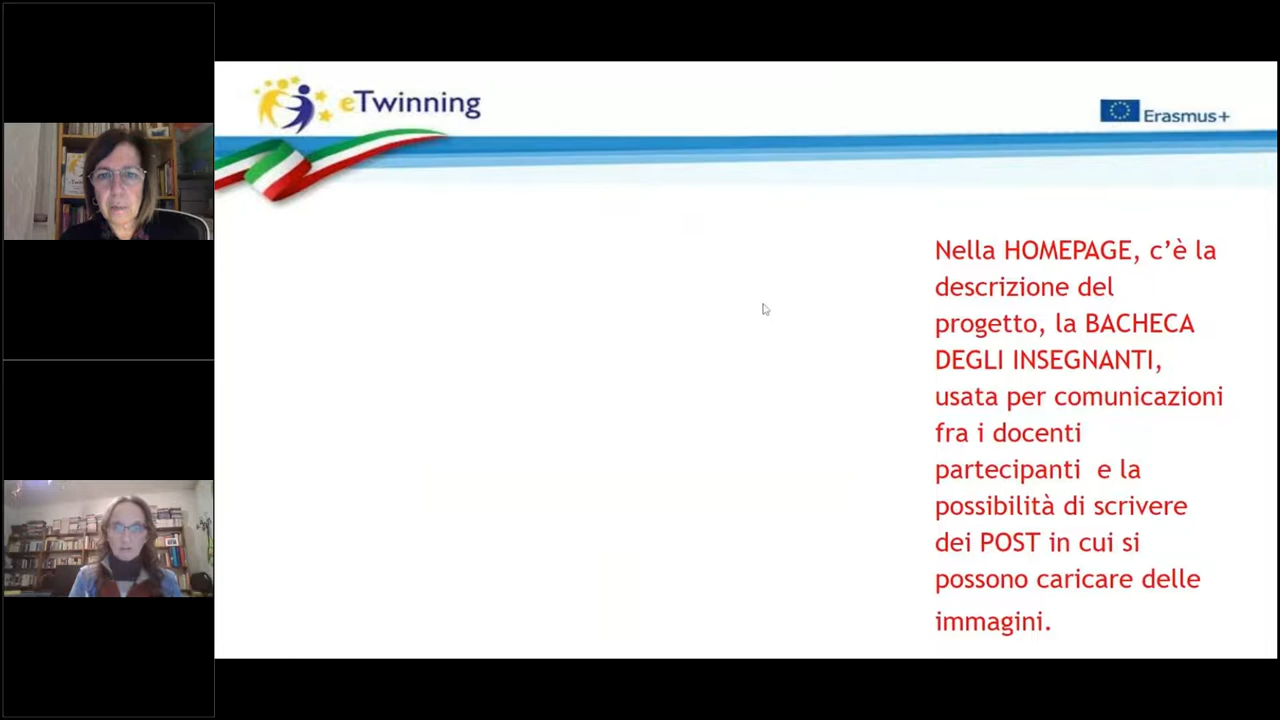 eTwinning
Erasmus+
Nella HOMEPAGE, c’è la
descrizione del
progetto, la BACHECA
DEGLI INSEGNANTI,
usata per comunicazioni
fra i docenti
partecipanti  e la
possibilità di scrivere
dei POST in cui si
possono caricare delle
immagini.